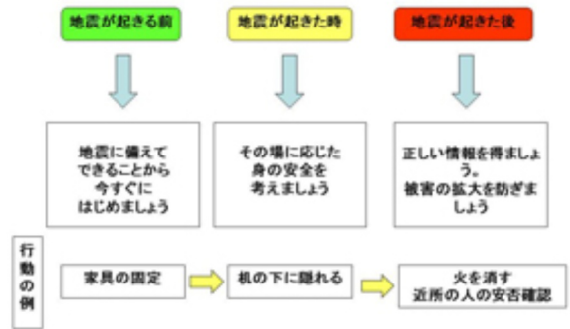 地震が起きる前
地震が起きた時
地震が起きた後
地震に備えて
できることから
今すぐに
はじめましょう
その場に応じた
身の安全を
考えましょう
正しい情報を得ましょ
う。
被害の拡大を防ぎま
しょう
行動の例
家具の固定
机の下に隠れる
火を消す
近所の人の安否確認